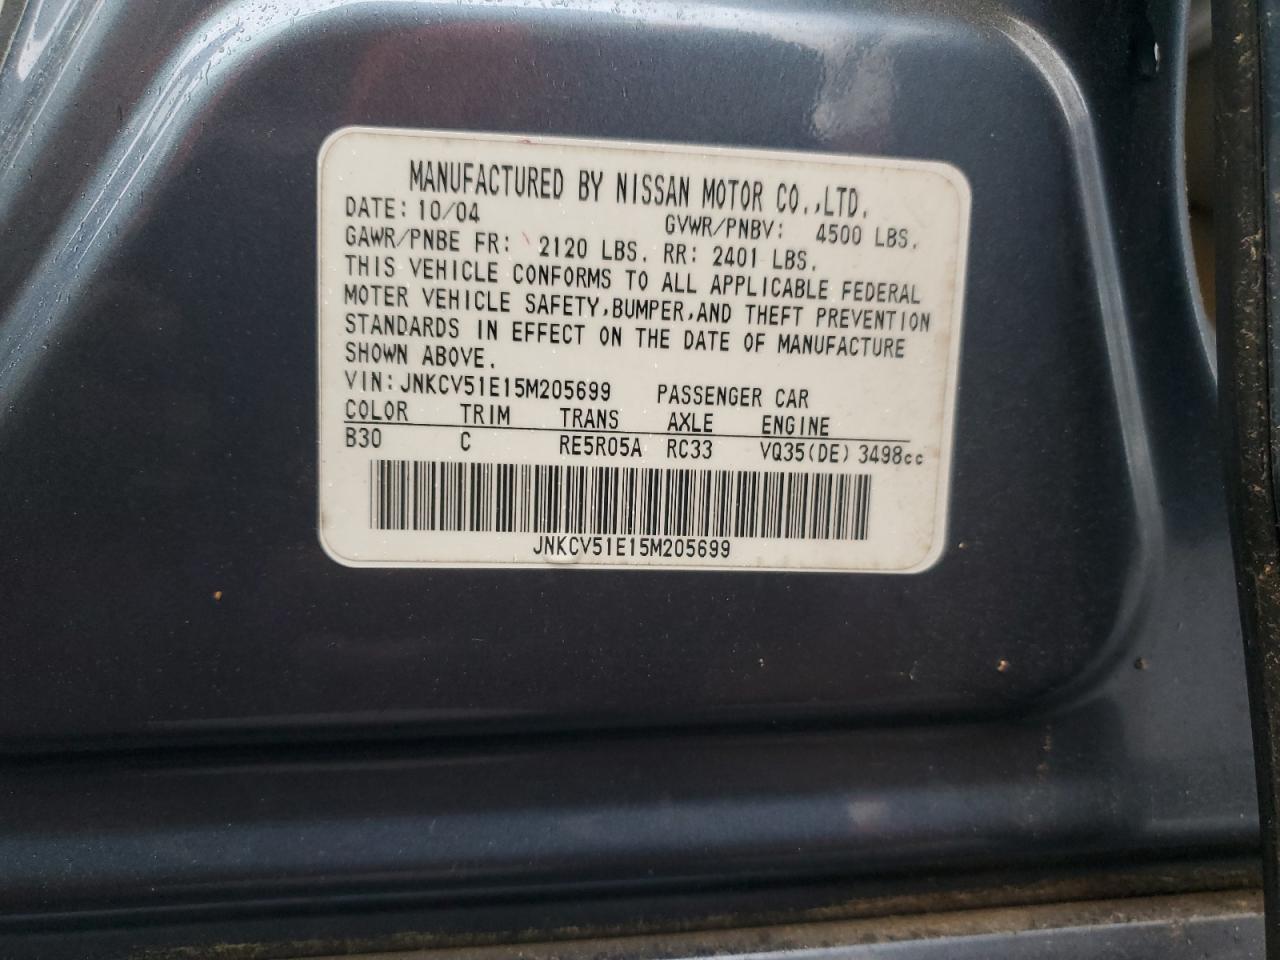 MANUFACTURED BY NISSAN MOTOR CO.,LTD.
DATE: 10/04 GVWR/PNBV: 4500 LBS.
GAWR/PNBE FR: 2120 LBS. RR: 2401 LBS.
THIS VEHICLE CONFORMS TO ALL APPLICABLE FEDERAL
MOTER VEHICLE SAFETY,BUMPER,AND THEFT PREVENTION
STANDARDS IN EFFECT ON THE DATE OF MANUFACTURE
SHOWN ABOVE.
VIN: JNKCV51E15M205699 PASSENGER CAR
COLOR TRIM TRANS AXLE ENGINE
B30 C RE5R05A RC33 VQ35(DE) 3498cc
JNKCV51E15M205699